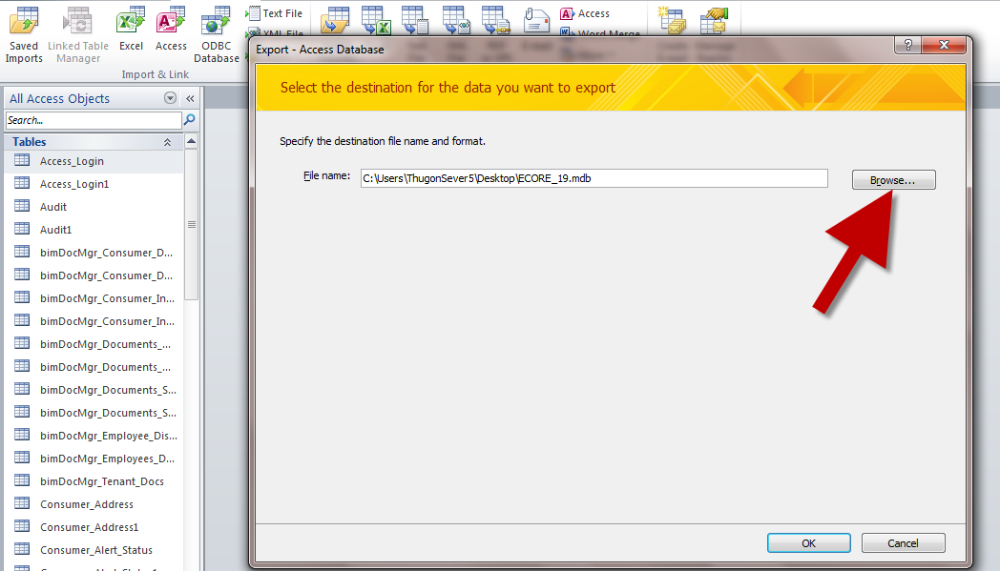 Saved Imports
Linked Table Manager
Excel
Access
ODBC Database
Text File
XML File
Access
Word Merge
Import & Link
Export - Access Database
Select the destination for the data you want to export
Specify the destination file name and format.
File name:
C:\Users\ThugonSever5\Desktop\ECORE_19.mdb
Browse...
OK
Cancel
All Access Objects
Search...
Tables
Access_Login
Access_Login1
Audit
Audit1
bimDocMgr_Consumer_D...
bimDocMgr_Consumer_D...
bimDocMgr_Consumer_In...
bimDocMgr_Consumer_In...
bimDocMgr_Documents_...
bimDocMgr_Documents_...
bimDocMgr_Documents_S...
bimDocMgr_Documents_S...
bimDocMgr_Employee_Dis...
bimDocMgr_Employees_D...
bimDocMgr_Tenant_Docs
Consumer_Address
Consumer_Address1
Consumer_Alert_Status